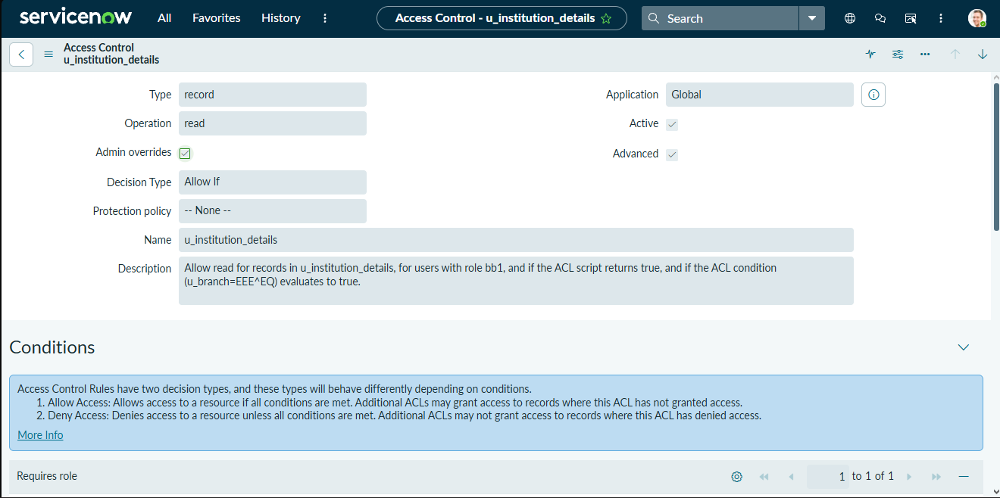 servicenow All Favorites History Access Control - u_institution_details Search
Access Control
u_institution_details
Type record Application Global
Operation read Active
Admin overrides Advanced
Decision Type Allow If
Protection policy -- None --
Name u_institution_details
Description Allow read for records in u_institution_details, for users with role bb1, and if the ACL script returns true, and if the ACL condition
(u_branch=EEE^EQ) evaluates to true.
Conditions
Access Control Rules have two decision types, and these types will behave differently depending on conditions.
1. Allow Access: Allows access to a resource if all conditions are met. Additional ACLs may grant access to records where this ACL has not granted access.
2. Deny Access: Denies access to a resource unless all conditions are met. Additional ACLs may not grant access to records where this ACL has denied access.
More Info
Requires role 1 to 1 of 1